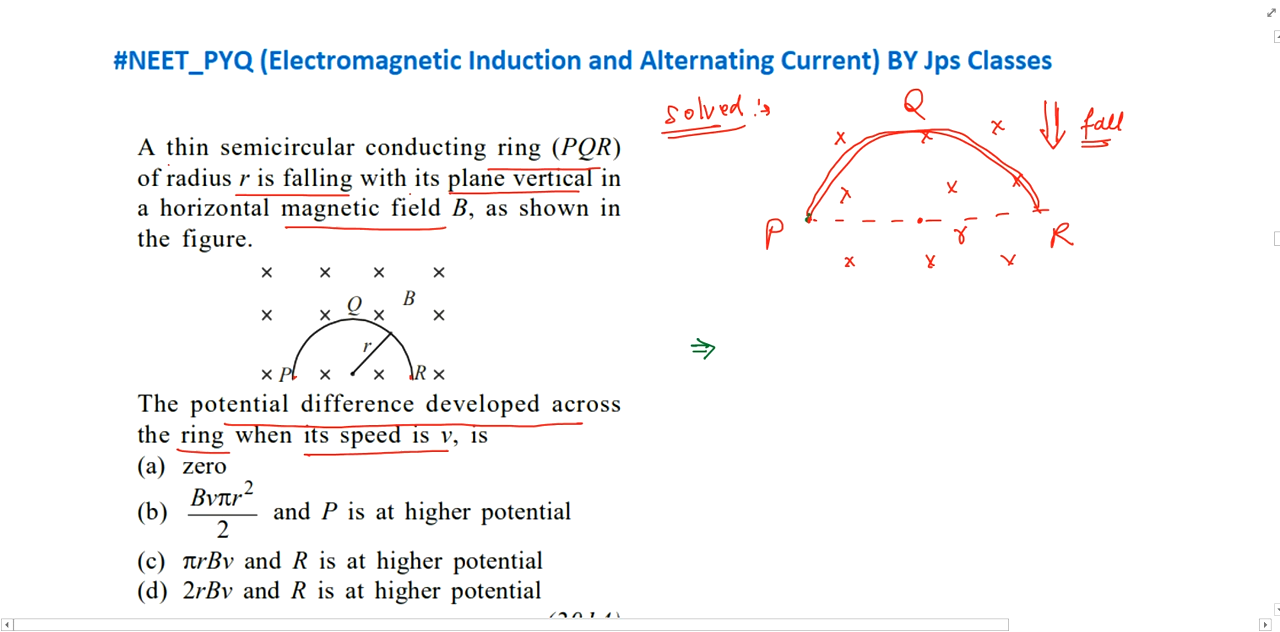 #NEET_PYQ (Electromagnetic Induction and Alternating Current) BY Jps Classes
Solved :
Q
fall
P
r
R
A thin semicircular conducting ring (PQR)
of radius r is falling with its plane vertical in
a horizontal magnetic field B, as shown in
the figure.
× × × ×
B
× × Q × ×
r
× P × × R ×
⇒
The potential difference developed across
the ring when its speed is v, is
(a) zero
(b) Bvπr²/2 and P is at higher potential
(c) πrBv and R is at higher potential
(d) 2rBv and R is at higher potential